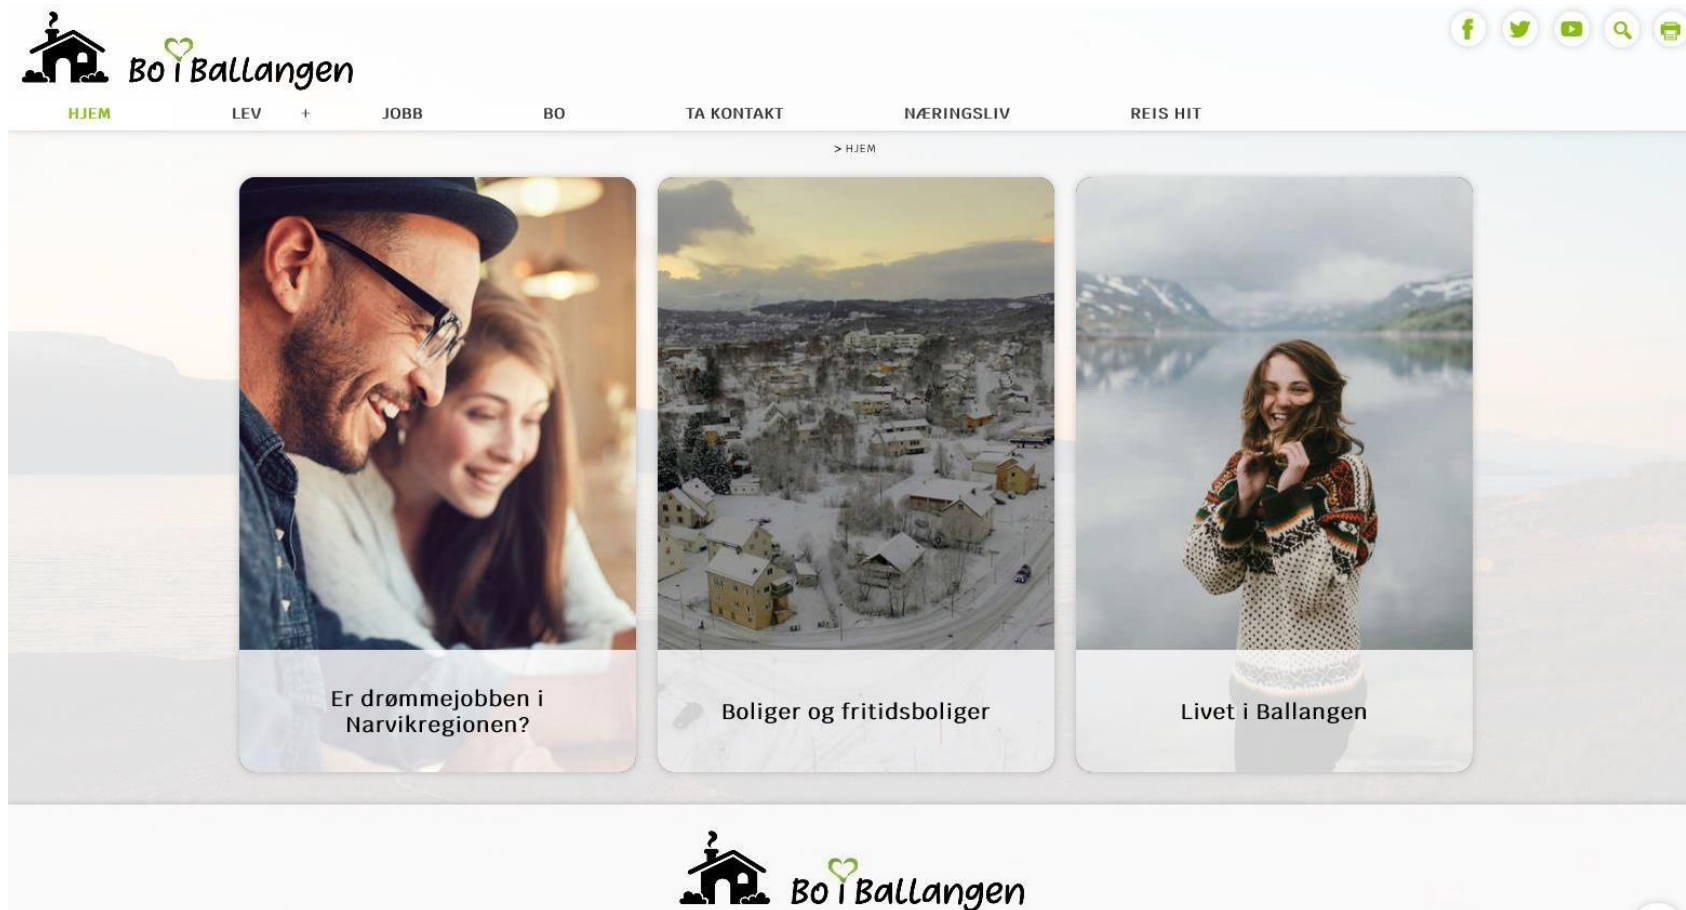 Bo i Ballangen
HJEM LEV + JOBB BO TA KONTAKT NÆRINGSLIV REIS HIT
> HJEM
Er drømmejobben i
Narvikregionen?
Boliger og fritidsboliger
Livet i Ballangen
Bo i Ballangen